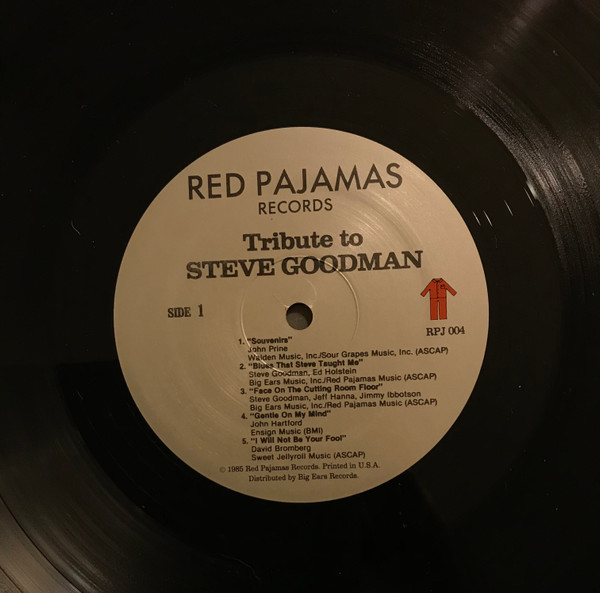 RED PAJAMAS
RECORDS
Tribute to
STEVE GOODMAN
SIDE 1
RPJ 004
1. "Souvenirs"
John Prine
Walden Music, Inc./Sour Grapes Music, Inc. (ASCAP)
2. "Blues That Steve Taught Me"
Steve Goodman, Ed Holstein
Big Ears Music, Inc./Red Pajamas Music (ASCAP)
3. "Face On The Cutting Room Floor"
Steve Goodman, Jeff Hanna, Jimmy Ibbotson
Big Ears Music, Inc./Red Pajamas Music (ASCAP)
4. "Gentle On My Mind"
John Hartford
Ensign Music (BMI)
5. "I Will Not Be Your Fool"
David Bromberg
Sweet Jellyroll Music (ASCAP)
© 1985 Red Pajamas Records. Printed in U.S.A.
Distributed by Big Ears Records.